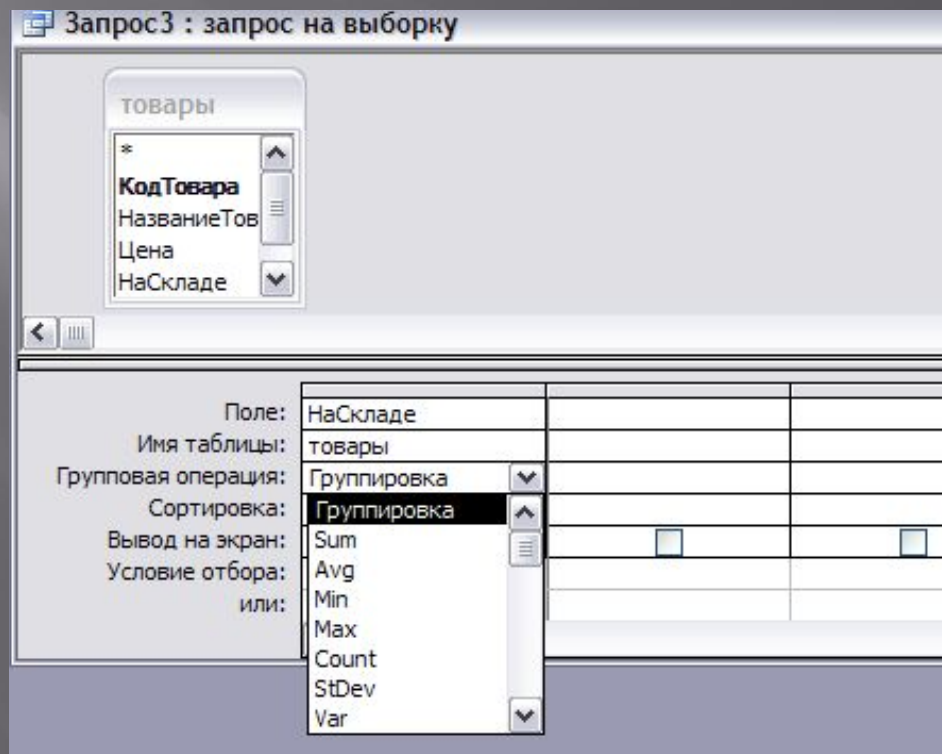 Запрос3 : запрос на выборку
товары
*
КодТовара
НазваниеТов
Цена
НаСкладе
Поле: НаСкладе
Имя таблицы: товары
Групповая операция: Группировка
Сортировка: Группировка
Вывод на экран: Sum
Условие отбора: Avg
или: Min
Max
Count
StDev
Var